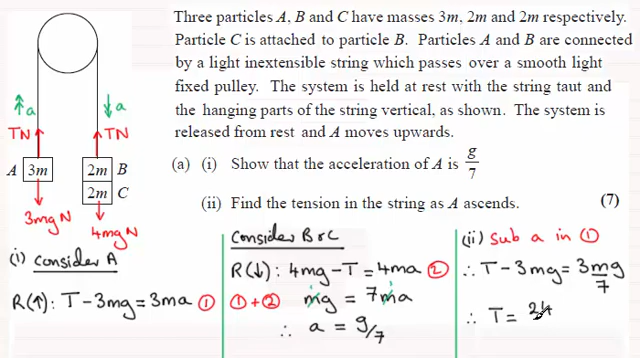 Three particles A, B and C have masses 3m, 2m and 2m respectively.
Particle C is attached to particle B. Particles A and B are connected
by a light inextensible string which passes over a smooth light
fixed pulley. The system is held at rest with the string taut and
the hanging parts of the string vertical, as shown. The system is
released from rest and A moves upwards.
(a) (i) Show that the acceleration of A is g/7
(ii) Find the tension in the string as A ascends. (7)
a a
TN TN
A 3m 2m B
2m C
3mg N 4mg N
(i) Consider A
R(↑): T - 3mg = 3ma ①
Consider B & C
R(↓): 4mg - T = 4ma ②
① + ② mg = 7ma
∴ a = g/7
(ii) Sub a in ①
∴ T - 3mg = 3mg/7
∴ T = 24